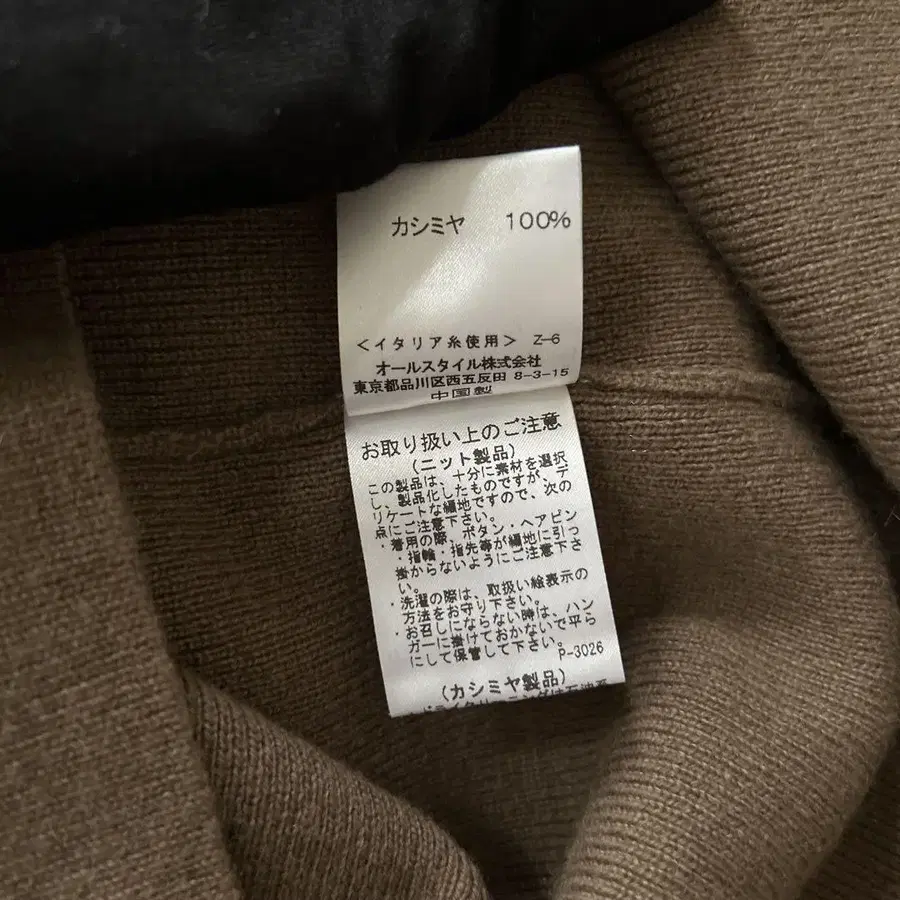 カシミヤ 100%
<イタリア糸使用> Z-6
オールスタイル株式会社
東京都品川区西五反田 8-3-15
中国製
お取り扱い上のご注意
(ニット製品)
この製品は、十分に素材を選択
し、製品化したものですが、デ
リケートな編地ですので、次の
点にご注意下さい。
・着用の際、ボタン・ヘアピン
・指輪・指先等が編地に引っ
掛からないようにご注意下さ
い。
・洗濯の際は、取扱い絵表示の
方法をお守り下さい。
・お召しにならない時は、ハン
ガーに掛けておかないで平ら
にして保管して下さい。
P-3026
(カシミヤ製品)